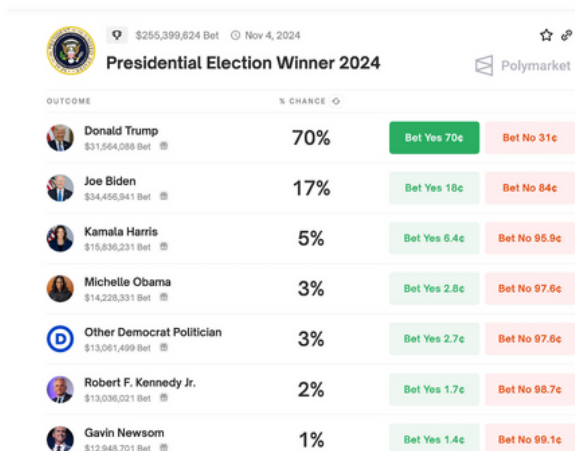 $255,399,624 Bet Nov 4, 2024
Presidential Election Winner 2024
Polymarket
OUTCOME % CHANCE
Donald Trump
$31,564,088 Bet
70%
Bet Yes 70¢ Bet No 31¢
Joe Biden
$34,456,941 Bet
17%
Bet Yes 18¢ Bet No 84¢
Kamala Harris
$15,836,231 Bet
5%
Bet Yes 6.4¢ Bet No 95.9¢
Michelle Obama
$14,228,331 Bet
3%
Bet Yes 2.8¢ Bet No 97.6¢
D
Other Democrat Politician
$13,061,499 Bet
3%
Bet Yes 2.7¢ Bet No 97.6¢
Robert F. Kennedy Jr.
$13,036,021 Bet
2%
Bet Yes 1.7¢ Bet No 98.7¢
Gavin Newsom
$12,948,701 Bet
1%
Bet Yes 1.4¢ Bet No 99.1¢